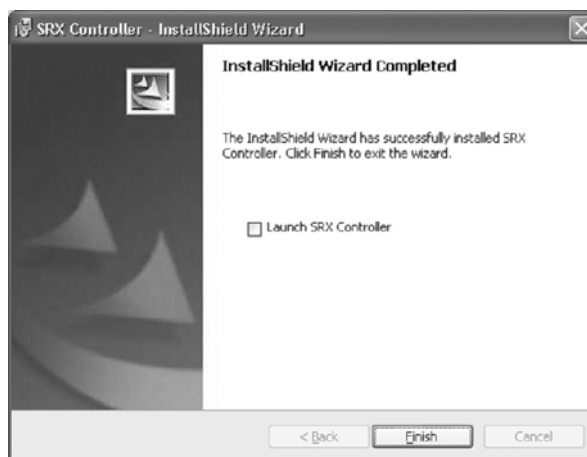 SRX Controller - InstallShield Wizard
InstallShield Wizard Completed
The InstallShield Wizard has successfully installed SRX
Controller. Click Finish to exit the wizard.
Launch SRX Controller
< Back
Finish
Cancel